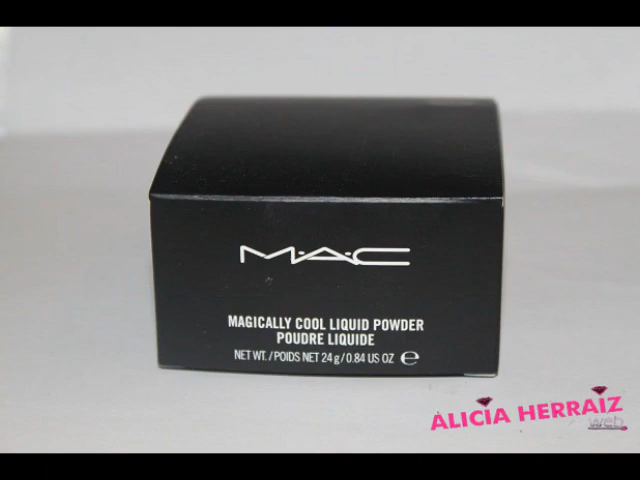 M·A·C
MAGICALLY COOL LIQUID POWDER
POUDRE LIQUIDE
NET WT./POIDS NET 24 g/0.84 US OZ ℮
ALICIA HERRAIZ
web